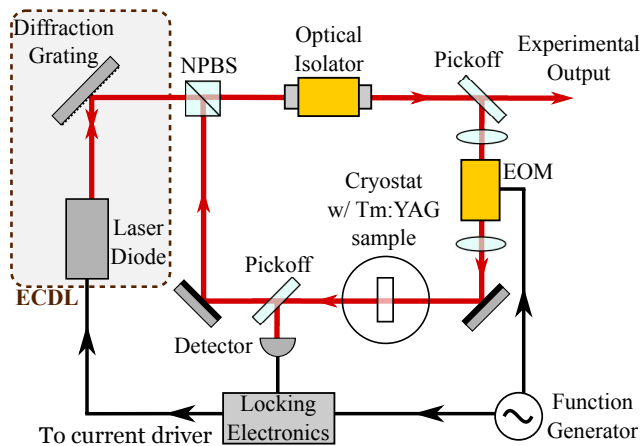 Diffraction
Grating
NPBS
Optical
Isolator
Pickoff
Experimental
Output
EOM
Cryostat
w/ Tm:YAG
sample
Laser
Diode
ECDL
Pickoff
Detector
Locking
Electronics
To current driver
Function
Generator